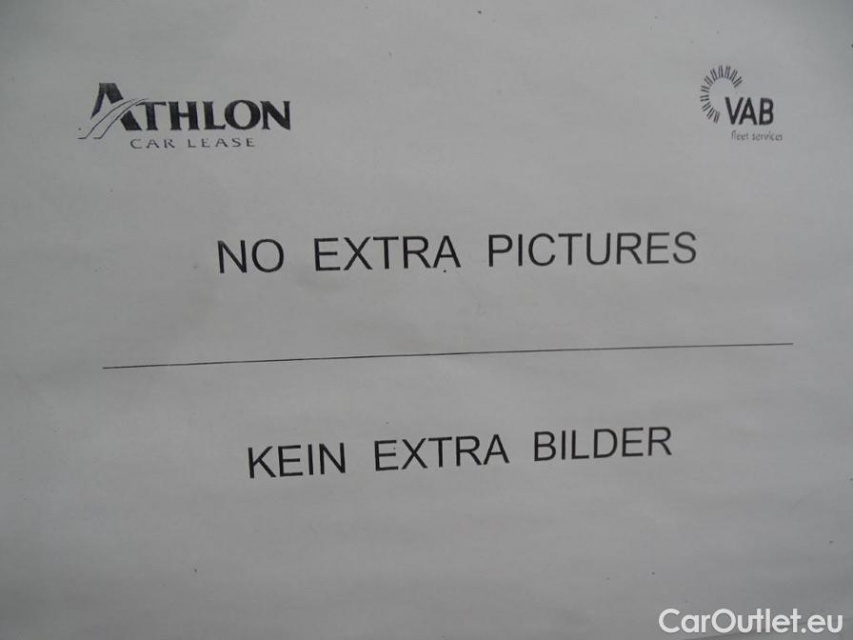 ATHLON
CAR LEASE
VAB
fleet services
NO EXTRA PICTURES
KEIN EXTRA BILDER
CarOutlet.eu